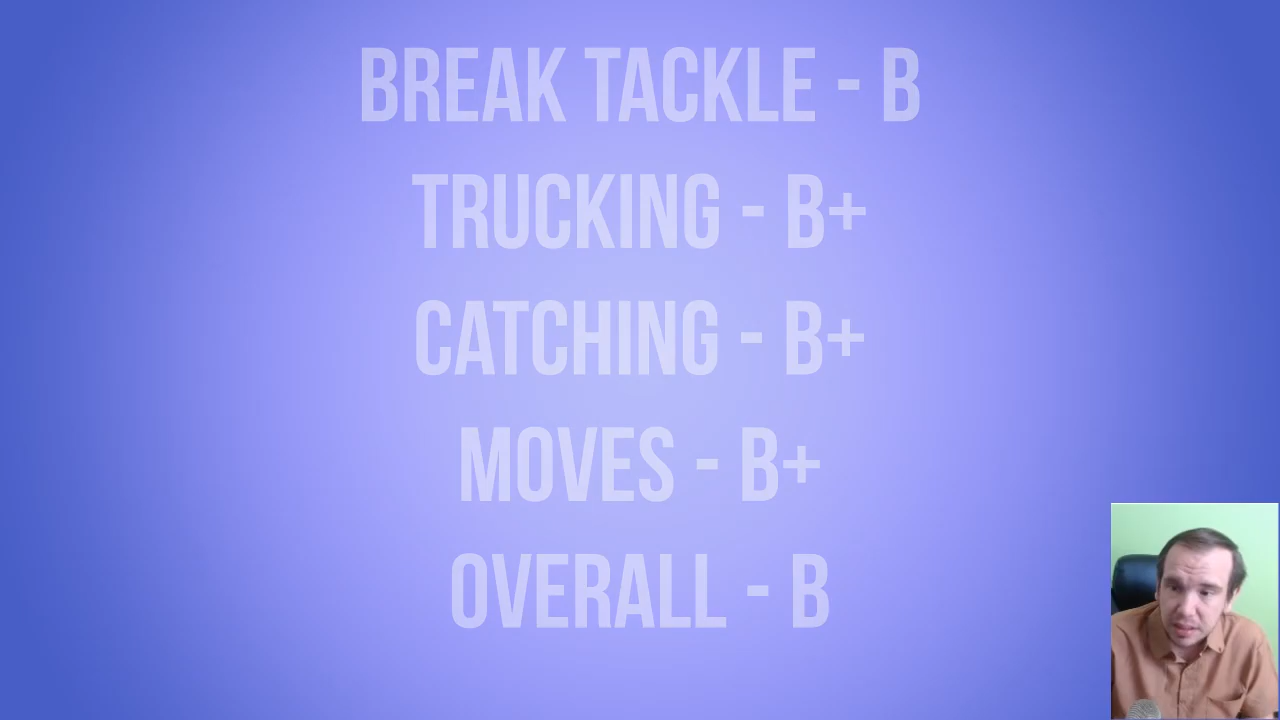 BREAK TACKLE - B
TRUCKING - B+
CATCHING - B+
MOVES - B+
OVERALL - B